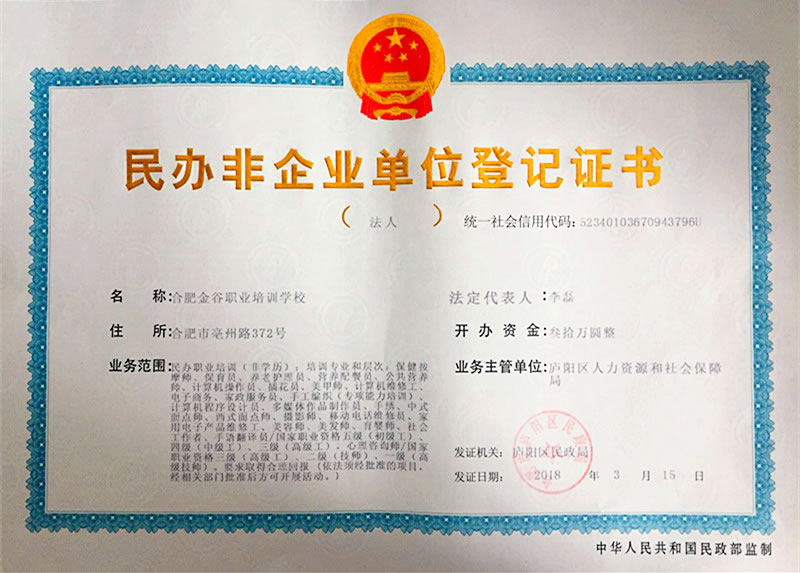 民办非企业单位登记证书
（ 法人 ） 统一社会信用代码：52340103670943796U
名 称：合肥金谷职业培训学校
法定代表人：李磊
住 所：合肥市亳州路372号
开办资金：叁拾万圆整
业务范围：民办职业培训（非学历）；培训专业和层次：保健按
摩师、保育员、养老护理员、营养配餐员、公共营养
师、计算机操作员、插花员、美甲师、计算机维修工、
电子商务、家政服务员、手工编织（专项能力培训）、
计算机程序设计员、多媒体作品制作员、手绣、中式
面点师、西式面点师、摄影师、移动电话维修员、家
用电子产品维修工、美容师、美发师、育婴师、社会
工作者、手语翻译员/国家职业资格五级（初级工）、
四级（中级工）、三级（高级工）。心理咨询师/国家
职业资格三级（高级工）、二级（技师）、一级（高
级技师）。要求取得合理回报（依法须经批准的项目，
经相关部门批准后方可开展活动。
业务主管单位：庐阳区人力资源和社会保障
局
发证机关：庐阳区民政局
发证日期：2018 年 3 月 15 日
中华人民共和国民政部监制